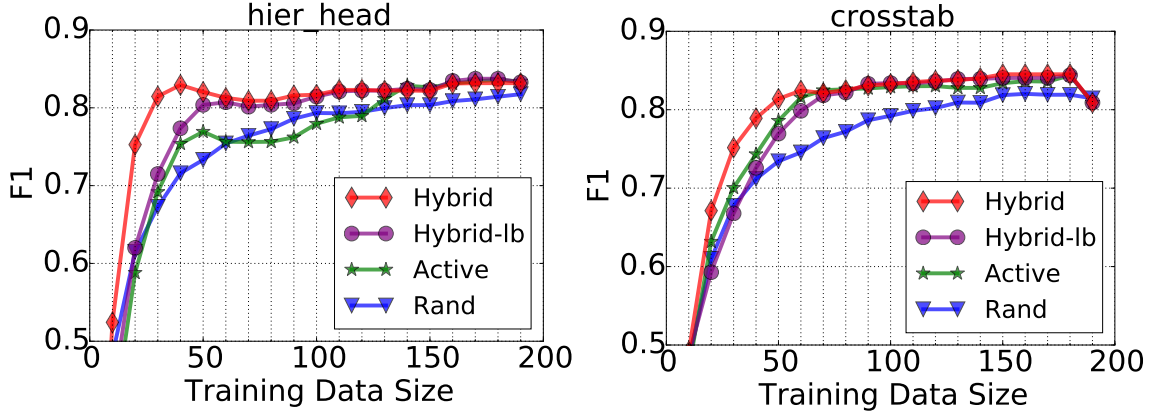 hier_head
0.9
0.8
0.7
0.6
0.5
F1
0 50 100 150 200
Training Data Size
Hybrid
Hybrid-lb
Active
Rand
crosstab
0.9
0.8
0.7
0.6
0.5
F1
0 50 100 150 200
Training Data Size
Hybrid
Hybrid-lb
Active
Rand